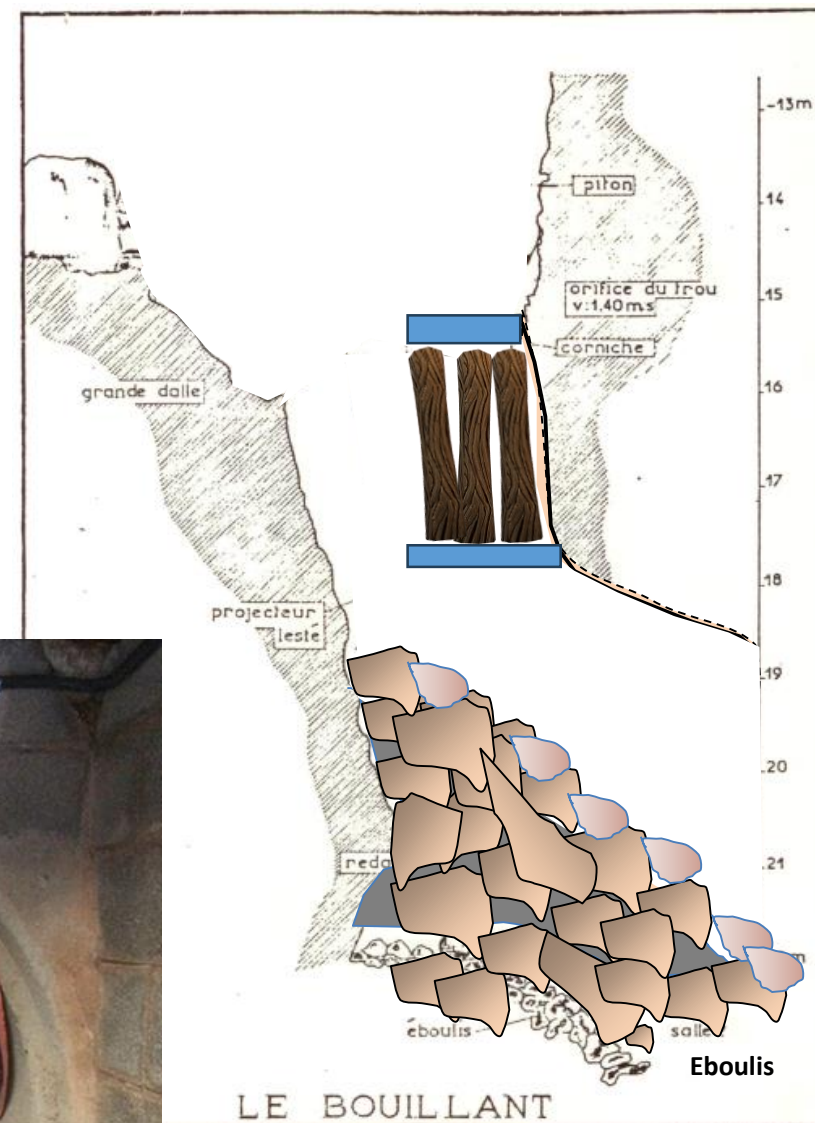 -13m
piton
14
orifice du trou
v:1.40ms
15
corniche
grande dalle
16
17
18
projecteur
lesté
19
20
21
m
éboulis
salle
Eboulis
LE BOUILLANT